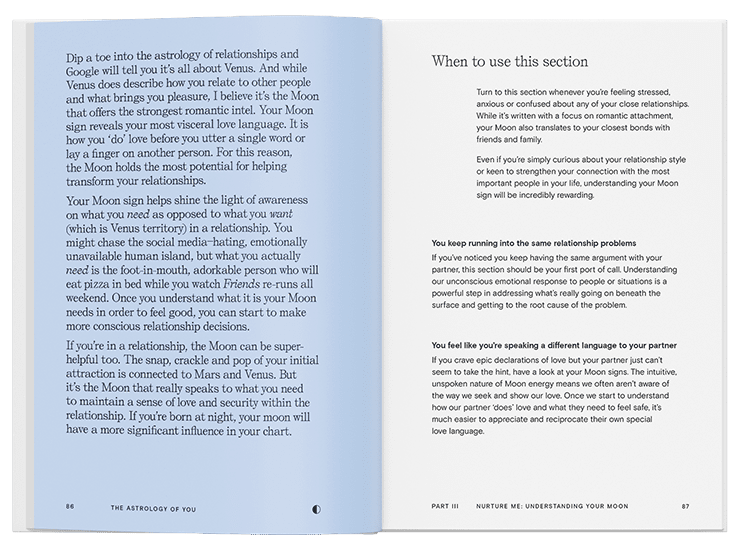 Dip a toe into the astrology of relationships and
Google will tell you it's all about Venus. And while
Venus does describe how you relate to other people
and what brings you pleasure, I believe it's the Moon
that offers the strongest romantic intel. Your Moon
sign reveals your most visceral love language. It is
how you ‘do’ love before you utter a single word or
lay a finger on another person. For this reason,
the Moon holds the most potential for helping
transform your relationships.
Your Moon sign helps shine the light of awareness
on what you need as opposed to what you want
(which is Venus territory) in a relationship. You
might chase the social media–hating, emotionally
unavailable human island, but what you actually
need is the foot-in-mouth, adorkable person who will
eat pizza in bed while you watch Friends re-runs all
weekend. Once you understand what it is your Moon
needs in order to feel good, you can start to make
more conscious relationship decisions.
If you're in a relationship, the Moon can be super-
helpful too. The snap, crackle and pop of your initial
attraction is connected to Mars and Venus. But
it's the Moon that really speaks to what you need
to maintain a sense of love and security within the
relationship. If you're born at night, your moon will
have a more significant influence in your chart.
86 THE ASTROLOGY OF YOU
When to use this section
Turn to this section whenever you're feeling stressed,
anxious or confused about any of your close relationships.
While it's written with a focus on romantic attachment,
your Moon also translates to your closest bonds with
friends and family.
Even if you're simply curious about your relationship style
or keen to strengthen your connection with the most
important people in your life, understanding your Moon
sign will be incredibly rewarding.
You keep running into the same relationship problems
If you've noticed you keep having the same argument with your
partner, this section should be your first port of call. Understanding
our unconscious emotional response to people or situations is a
powerful step in addressing what's really going on beneath the
surface and getting to the root cause of the problem.
You feel like you're speaking a different language to your partner
If you crave epic declarations of love but your partner just can't
seem to take the hint, have a look at your Moon signs. The intuitive,
unspoken nature of Moon energy means we often aren't aware of
the way we seek and show our love. Once we start to understand
how our partner ‘does’ love and what they need to feel safe, it's
much easier to appreciate and reciprocate their own special
love language.
PART III NURTURE ME: UNDERSTANDING YOUR MOON 87